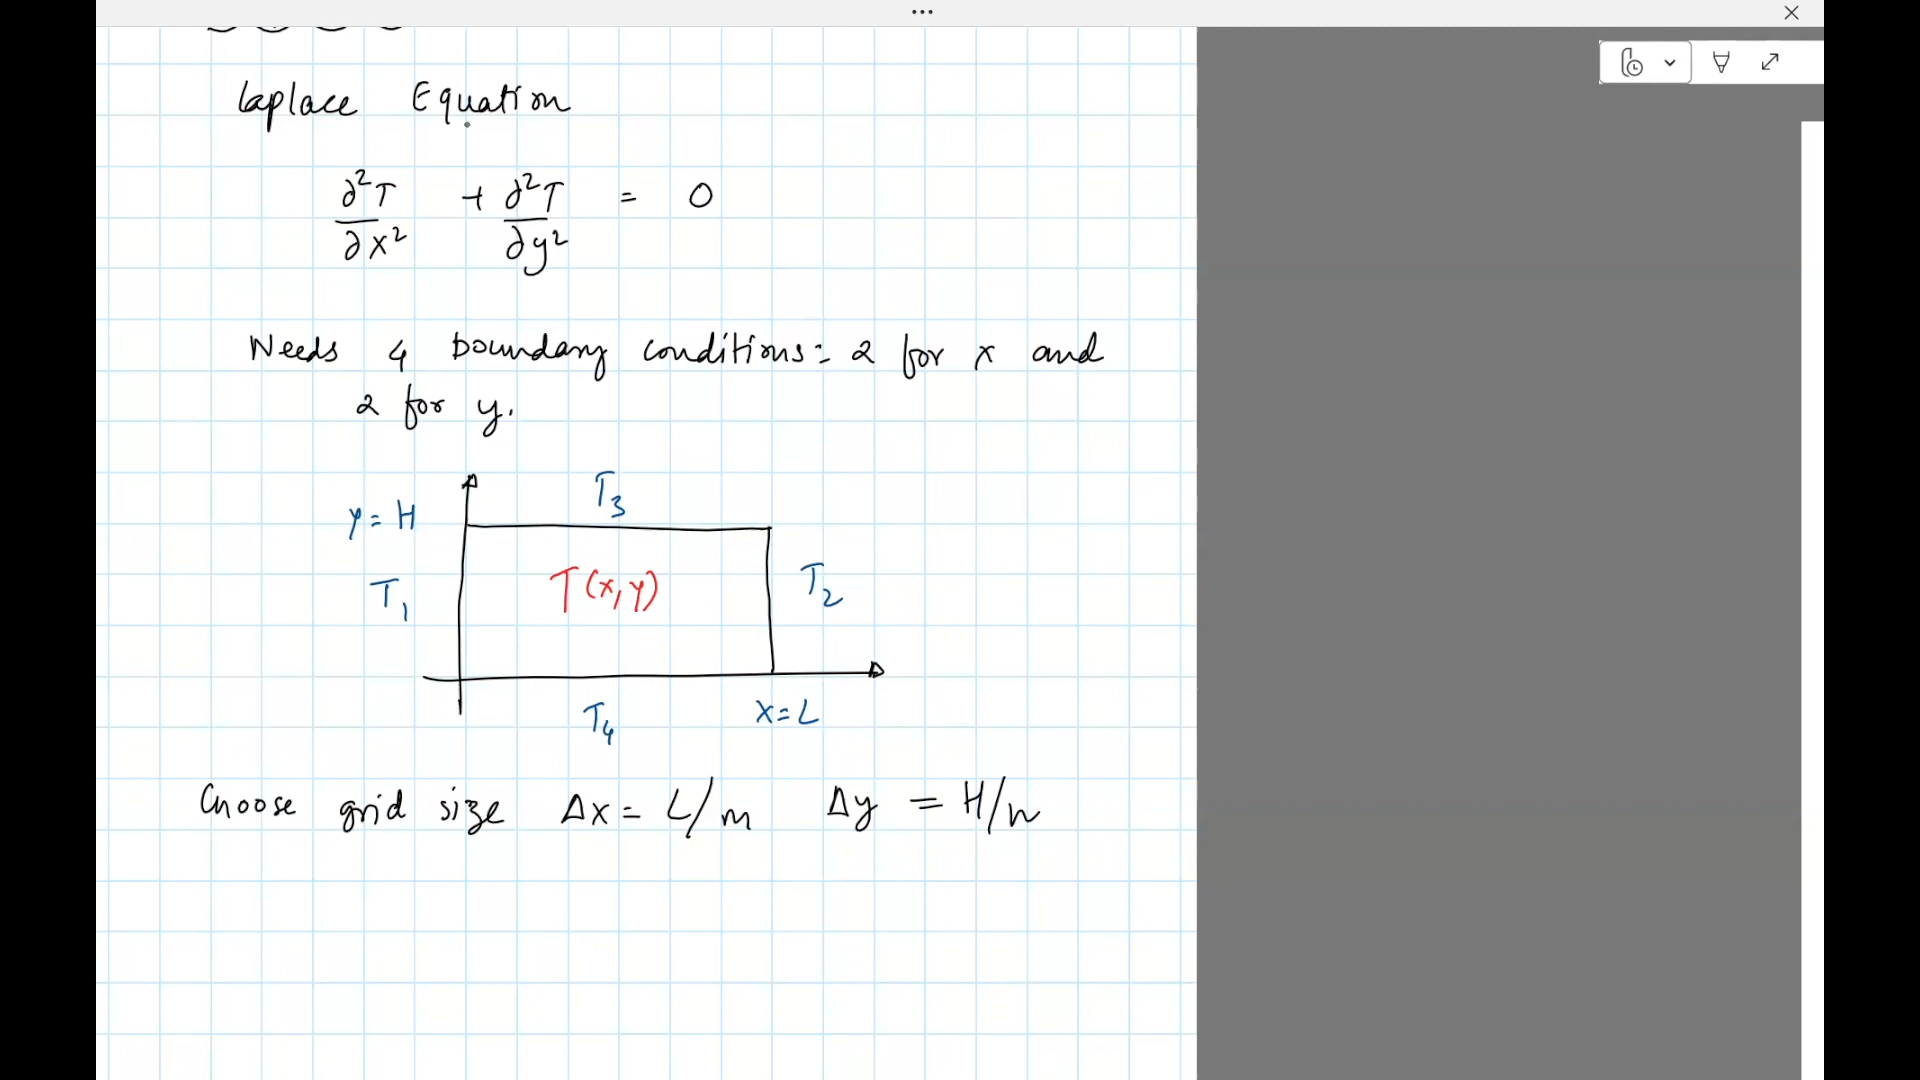 Laplace Equation
∂²T/∂x² + ∂²T/∂y² = 0
Needs 4 boundary conditions: 2 for x and
2 for y.
T3
y = H
T(x,y)
T1
T2
T4
x = L
Choose grid size Δx = L/m Δy = H/n